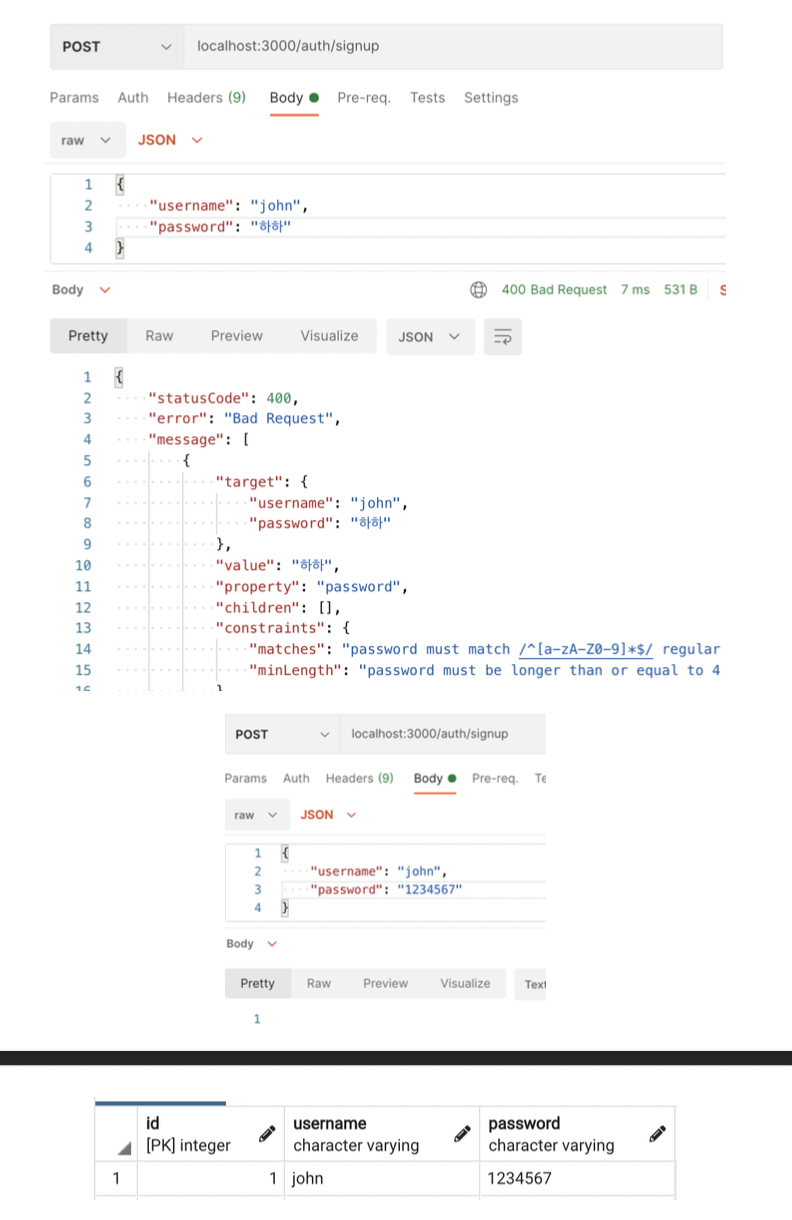 POST localhost:3000/auth/signup
Params Auth Headers (9) Body Pre-req. Tests Settings
raw JSON
1 {
2 "username": "john",
3 "password": "하하"
4 }
Body 400 Bad Request 7 ms 531 B
Pretty Raw Preview Visualize JSON
1 {
2 "statusCode": 400,
3 "error": "Bad Request",
4 "message": [
5 {
6 "target": {
7 "username": "john",
8 "password": "하하"
9 },
10 "value": "하하",
11 "property": "password",
12 "children": [],
13 "constraints": {
14 "matches": "password must match /^[a-zA-Z0-9]*$/ regular
15 "minLength": "password must be longer than or equal to 4
16 }
POST localhost:3000/auth/signup
Params Auth Headers (9) Body Pre-req. Te
raw JSON
1 {
2 "username": "john",
3 "password": "1234567"
4 }
Body
Pretty Raw Preview Visualize Text
1
id username password
[PK] integer character varying character varying
1 1 john 1234567